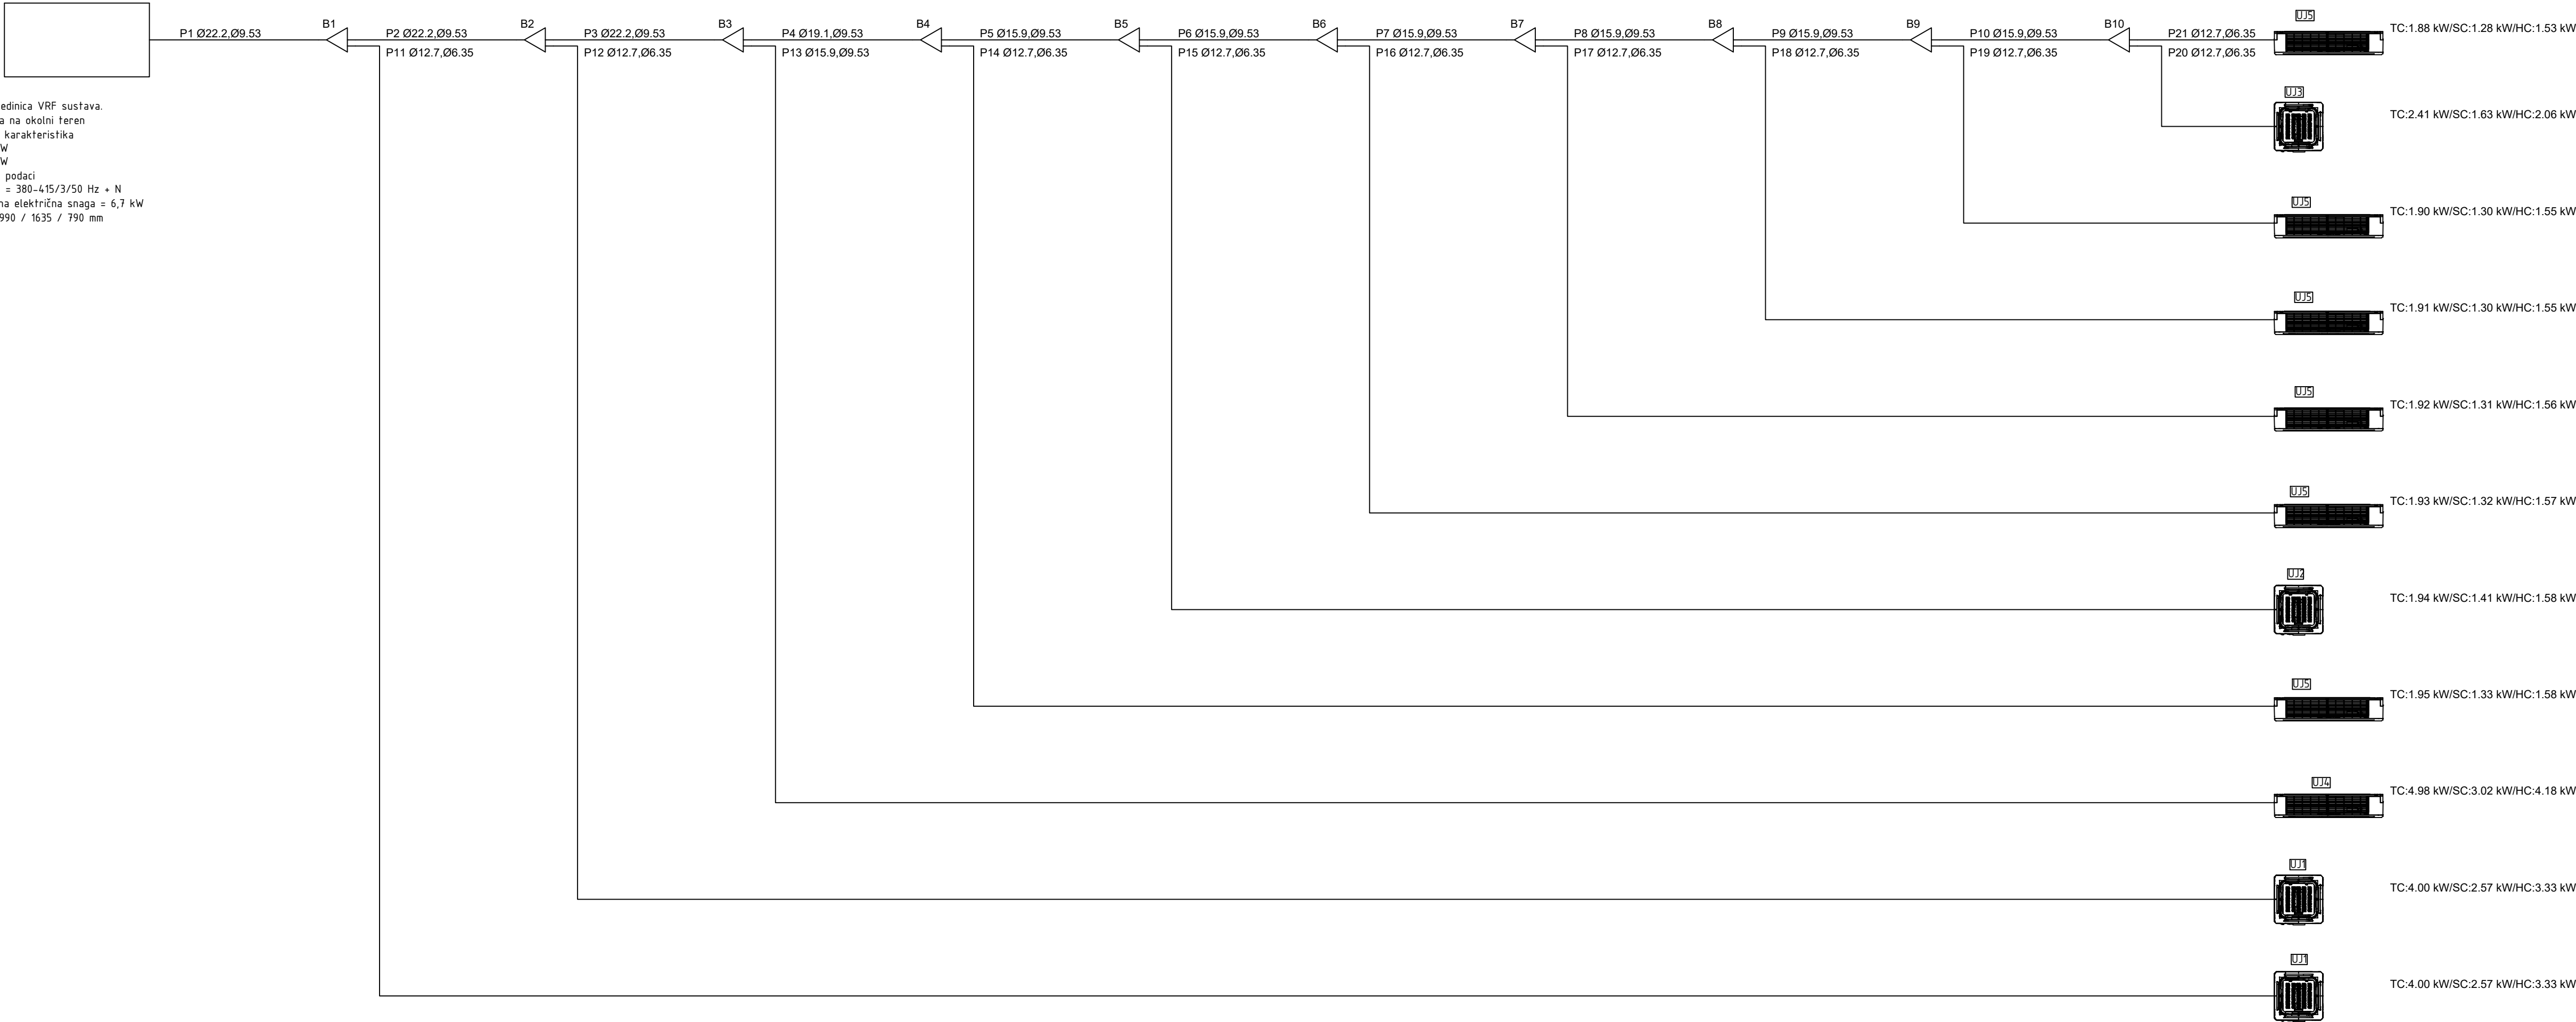 B1
B2
B3
B4
B5
B6
B7
B8
B9
B10
P1 Ø22.2,Ø9.53
P2 Ø22.2,Ø9.53
P3 Ø22.2,Ø9.53
P4 Ø19.1,Ø9.53
P5 Ø15.9,Ø9.53
P6 Ø15.9,Ø9.53
P7 Ø15.9,Ø9.53
P8 Ø15.9,Ø9.53
P9 Ø15.9,Ø9.53
P10 Ø15.9,Ø9.53
P21 Ø12.7,Ø6.35
P11 Ø12.7,Ø6.35
P12 Ø12.7,Ø6.35
P13 Ø15.9,Ø9.53
P14 Ø12.7,Ø6.35
P15 Ø12.7,Ø6.35
P16 Ø12.7,Ø6.35
P17 Ø12.7,Ø6.35
P18 Ø12.7,Ø6.35
P19 Ø12.7,Ø6.35
P20 Ø12.7,Ø6.35
edinica VRF sustava.
a na okolni teren
karakteristika
W
W
podaci
= 380-415/3/50 Hz + N
na električna snaga = 6,7 kW
990 / 1635 / 790 mm
UJ5
TC:1.88 kW/SC:1.28 kW/HC:1.53 kW
UJ3
TC:2.41 kW/SC:1.63 kW/HC:2.06 kW
UJ5
TC:1.90 kW/SC:1.30 kW/HC:1.55 kW
UJ5
TC:1.91 kW/SC:1.30 kW/HC:1.55 kW
UJ5
TC:1.92 kW/SC:1.31 kW/HC:1.56 kW
UJ5
TC:1.93 kW/SC:1.32 kW/HC:1.57 kW
UJ2
TC:1.94 kW/SC:1.41 kW/HC:1.58 kW
UJ5
TC:1.95 kW/SC:1.33 kW/HC:1.58 kW
UJ4
TC:4.98 kW/SC:3.02 kW/HC:4.18 kW
UJ1
TC:4.00 kW/SC:2.57 kW/HC:3.33 kW
UJ1
TC:4.00 kW/SC:2.57 kW/HC:3.33 kW